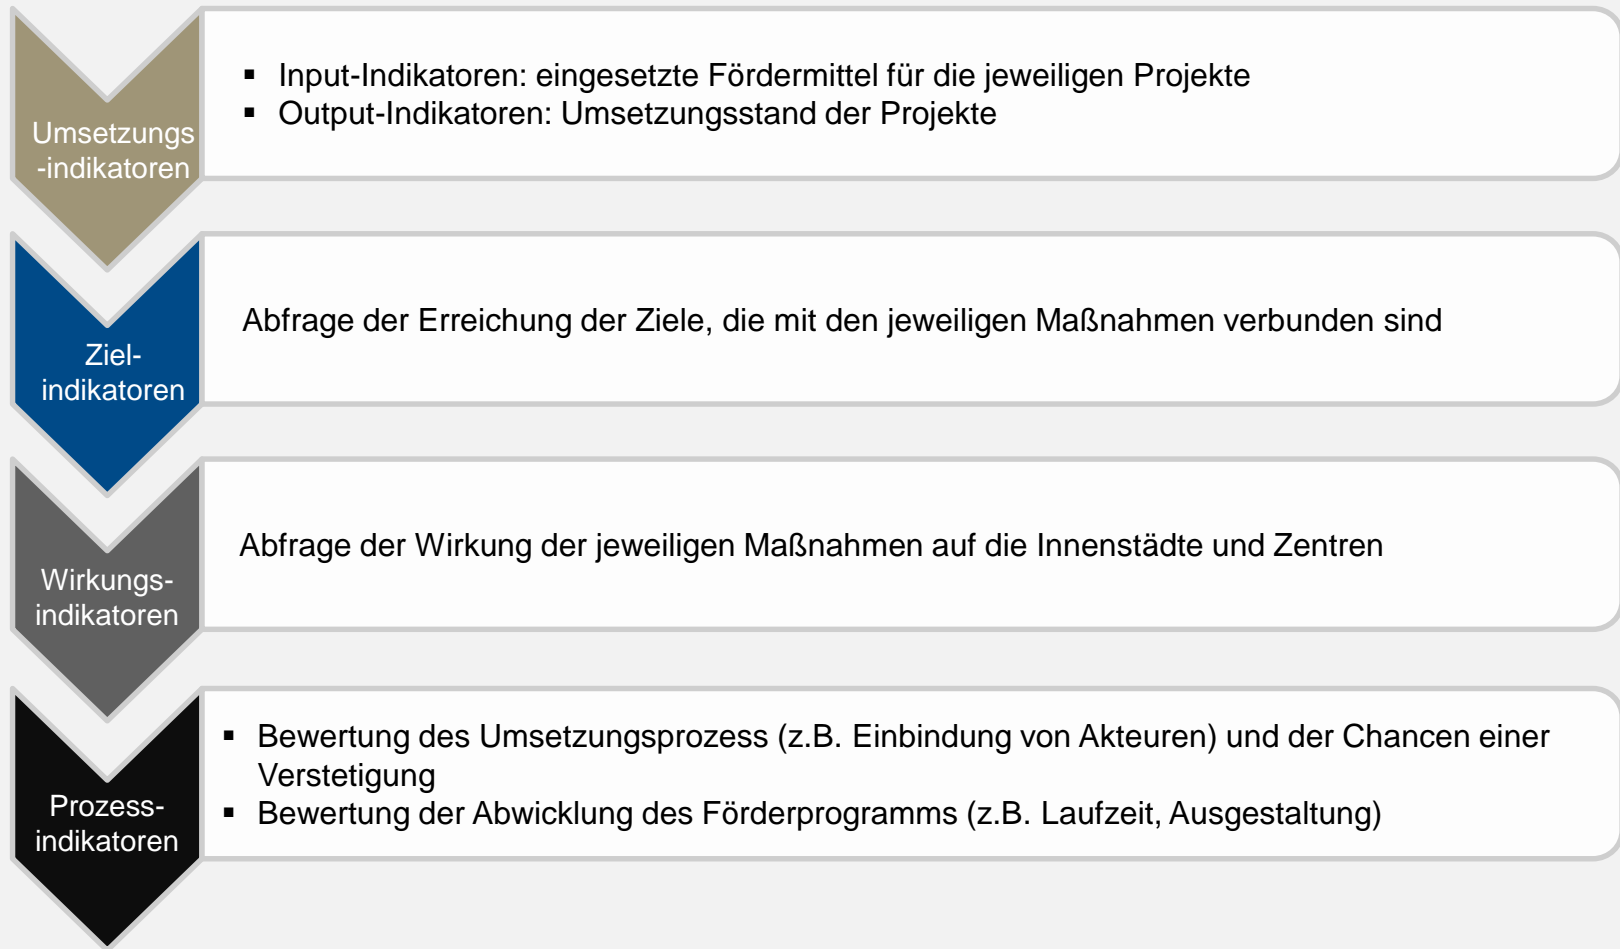 Umsetzungs
-indikatoren
▪ Input-Indikatoren: eingesetzte Fördermittel für die jeweiligen Projekte
▪ Output-Indikatoren: Umsetzungsstand der Projekte
Ziel-
indikatoren
Abfrage der Erreichung der Ziele, die mit den jeweiligen Maßnahmen verbunden sind
Wirkungs-
indikatoren
Abfrage der Wirkung der jeweiligen Maßnahmen auf die Innenstädte und Zentren
Prozess-
indikatoren
▪ Bewertung des Umsetzungsprozess (z.B. Einbindung von Akteuren) und der Chancen einer
Verstetigung
▪ Bewertung der Abwicklung des Förderprogramms (z.B. Laufzeit, Ausgestaltung)